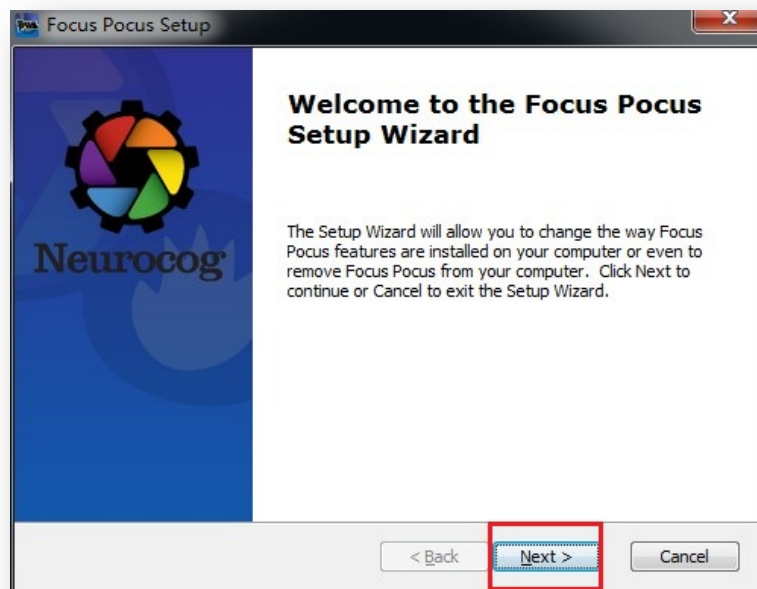 Focus Pocus Setup
X
Welcome to the Focus Pocus
Setup Wizard
The Setup Wizard will allow you to change the way Focus
Pocus features are installed on your computer or even to
remove Focus Pocus from your computer. Click Next to
continue or Cancel to exit the Setup Wizard.
Neurocog
< Back Next > Cancel